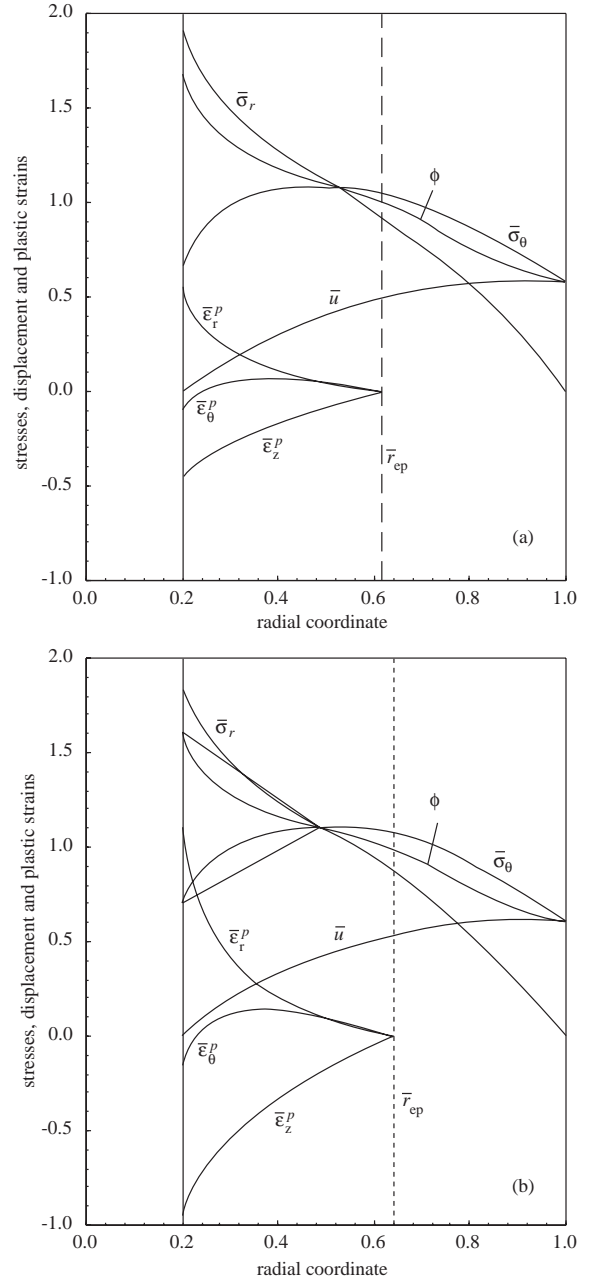 2.0
1.5
1.0
0.5
0.0
-0.5
-1.0
stresses, displacement and plastic strains
σ̄r
ϕ
σ̄θ
ū
ε̄rᵖ
ε̄θᵖ
ε̄zᵖ
r̄ep
(a)
0.0 0.2 0.4 0.6 0.8 1.0
radial coordinate
2.0
1.5
1.0
0.5
0.0
-0.5
-1.0
stresses, displacement and plastic strains
σ̄r
ϕ
σ̄θ
ū
ε̄rᵖ
ε̄θᵖ
ε̄zᵖ
r̄ep
(b)
0.0 0.2 0.4 0.6 0.8 1.0
radial coordinate